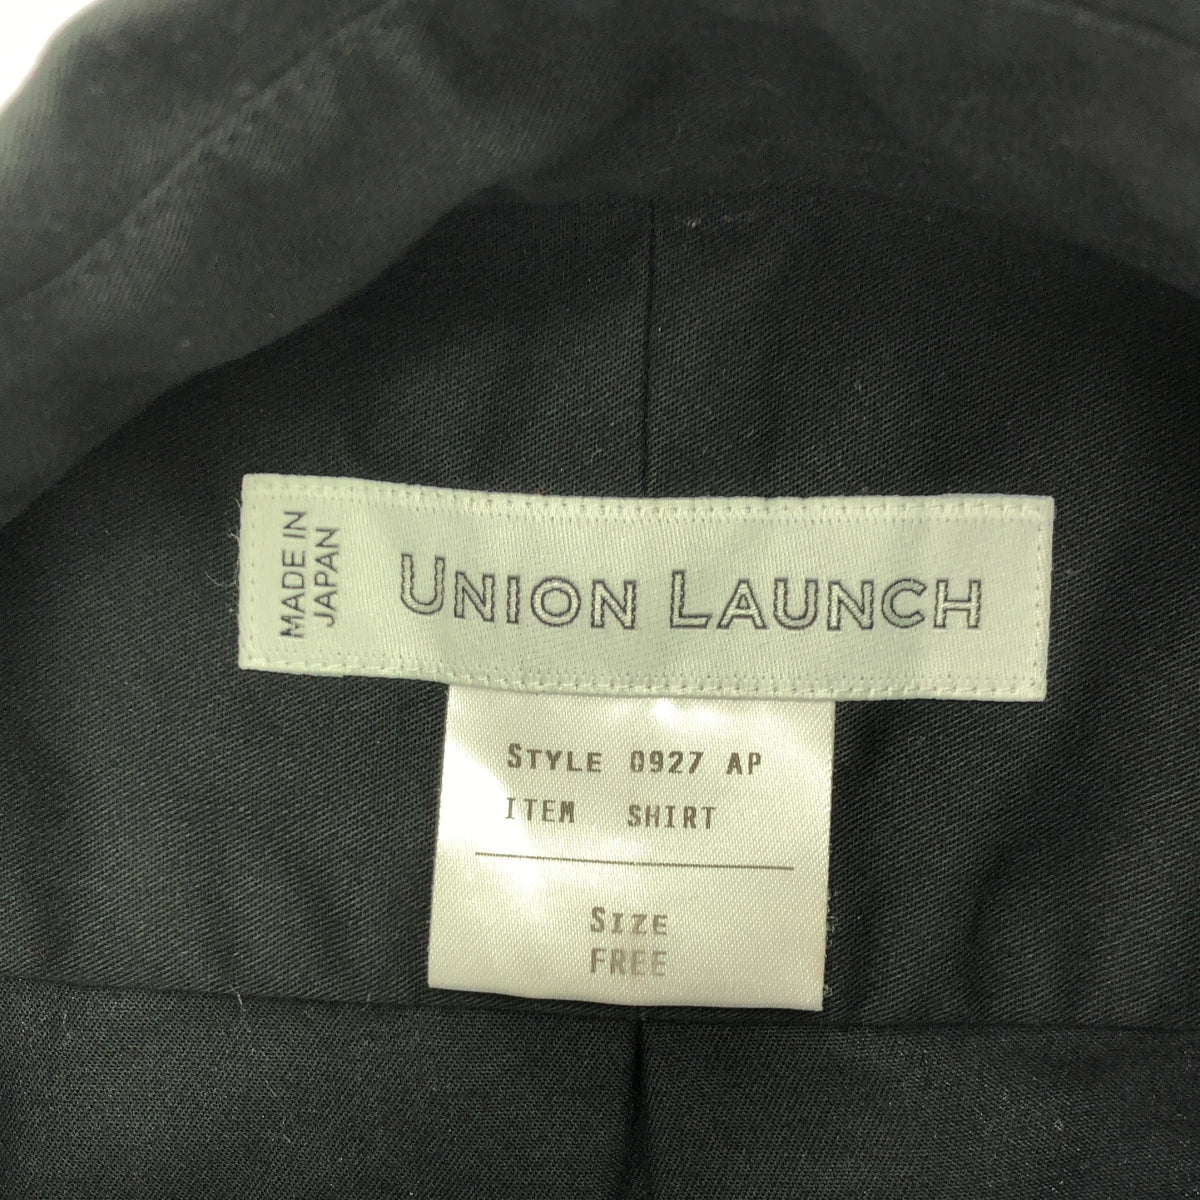 MADE IN
JAPAN
UNION LAUNCH
STYLE 0927 AP
ITEM SHIRT
SIZE
FREE